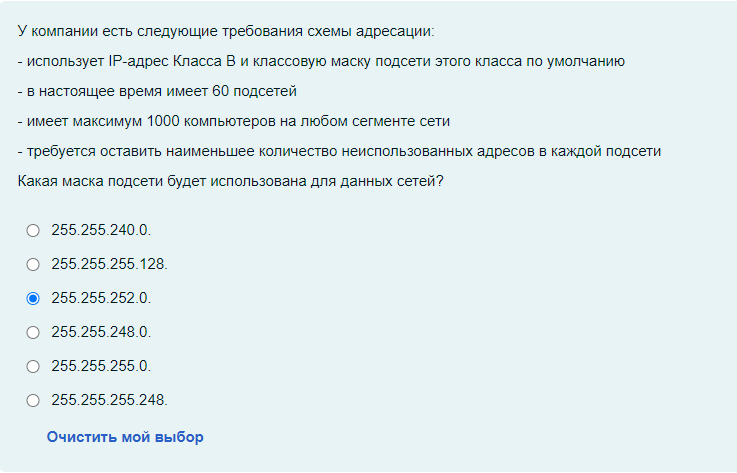 У компании есть следующие требования схемы адресации:
- использует IP-адрес Класса B и классовую маску подсети этого класса по умолчанию
- в настоящее время имеет 60 подсетей
- имеет максимум 1000 компьютеров на любом сегменте сети
- требуется оставить наименьшее количество неиспользованных адресов в каждой подсети
Какая маска подсети будет использована для данных сетей?
255.255.240.0.
255.255.255.128.
255.255.252.0.
255.255.248.0.
255.255.255.0.
255.255.255.248.
Очистить мой выбор